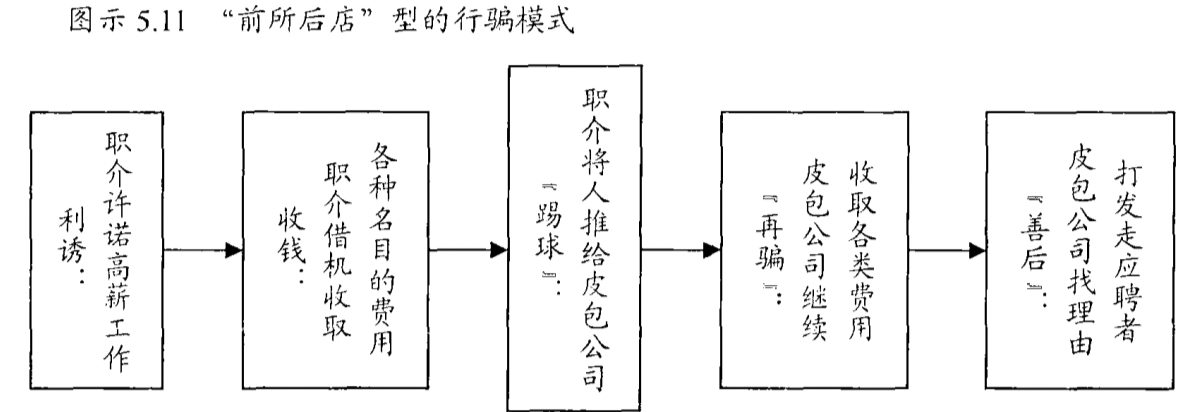 图示 5.11 “前所后店”型的行骗模式
利诱：
职介许诺高薪工作
收钱：
职介借机收取
各种名目的费用
『踢球』：
职介将人推给皮包公司
『再骗』：
皮包公司继续
收取各类费用
『善后』：
皮包公司找理由
打发走应聘者